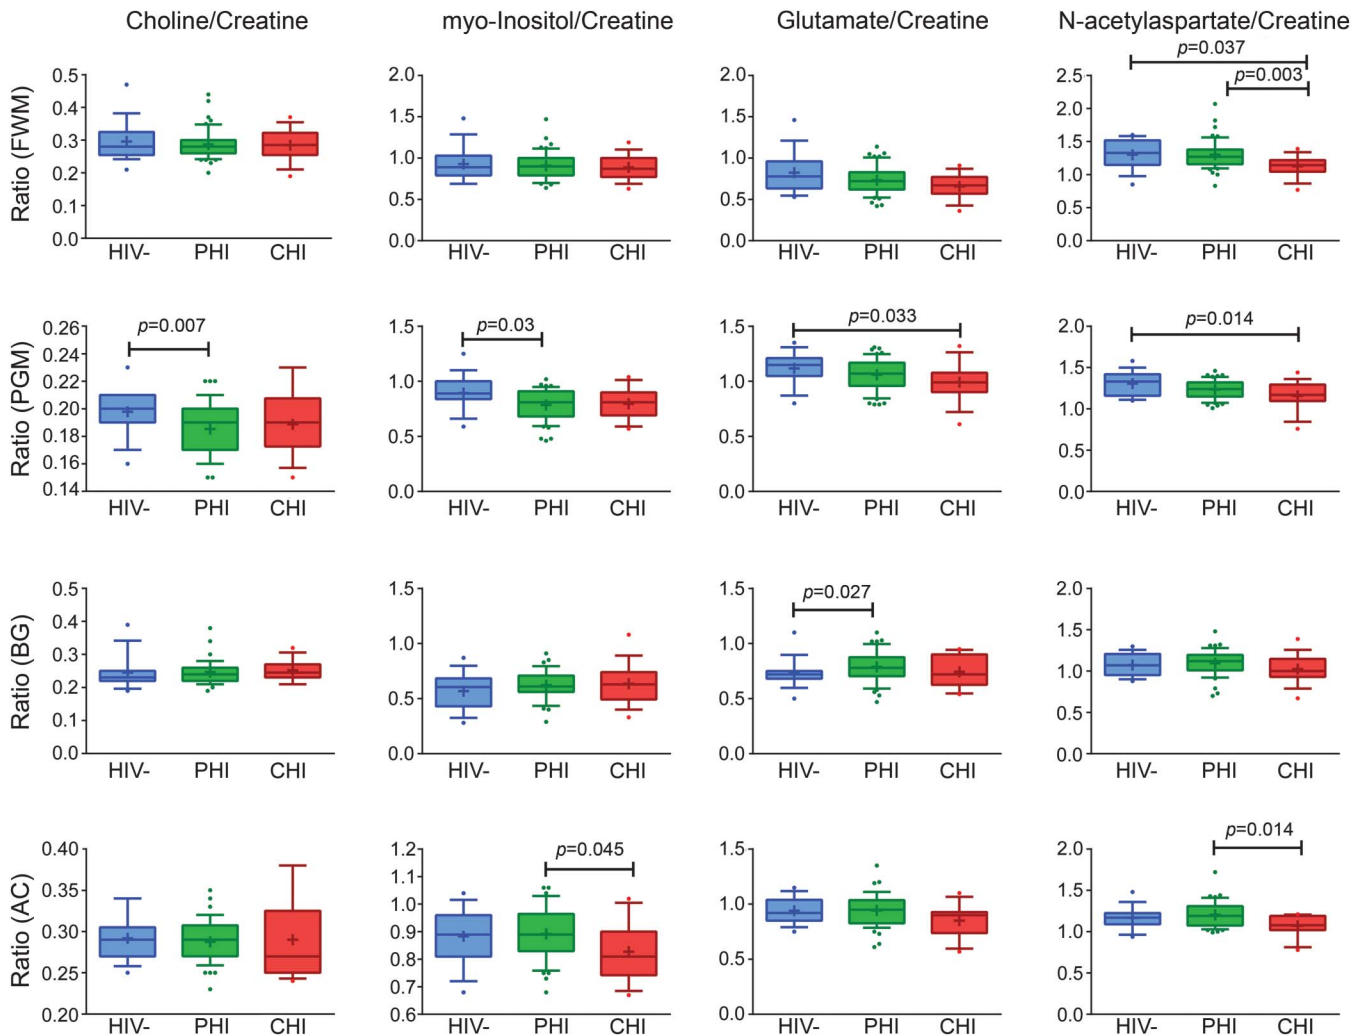 Choline/Creatine
myo-Inositol/Creatine
Glutamate/Creatine
N-acetylaspartate/Creatine
Ratio (FWM)
0.5
0.4
0.3
0.2
0.1
0.0
HIV- PHI CHI
2.0
1.5
1.0
0.5
0.0
HIV- PHI CHI
2.0
1.5
1.0
0.5
0.0
HIV- PHI CHI
p=0.037
p=0.003
2.5
2.0
1.5
1.0
0.5
0.0
HIV- PHI CHI
Ratio (PGM)
0.26
0.24
0.22
0.20
0.18
0.16
0.14
p=0.007
HIV- PHI CHI
1.5
1.0
0.5
0.0
p=0.03
HIV- PHI CHI
1.5
1.0
0.5
0.0
p=0.033
HIV- PHI CHI
2.0
1.5
1.0
0.5
0.0
p=0.014
HIV- PHI CHI
Ratio (BG)
0.5
0.4
0.3
0.2
0.1
0.0
HIV- PHI CHI
1.5
1.0
0.5
0.0
HIV- PHI CHI
1.5
1.0
0.5
0.0
p=0.027
HIV- PHI CHI
2.0
1.5
1.0
0.5
0.0
HIV- PHI CHI
Ratio (AC)
0.40
0.35
0.30
0.25
0.20
HIV- PHI CHI
1.2
1.1
1.0
0.9
0.8
0.7
0.6
p=0.045
HIV- PHI CHI
1.5
1.0
0.5
0.0
HIV- PHI CHI
2.0
1.5
1.0
0.5
0.0
p=0.014
HIV- PHI CHI